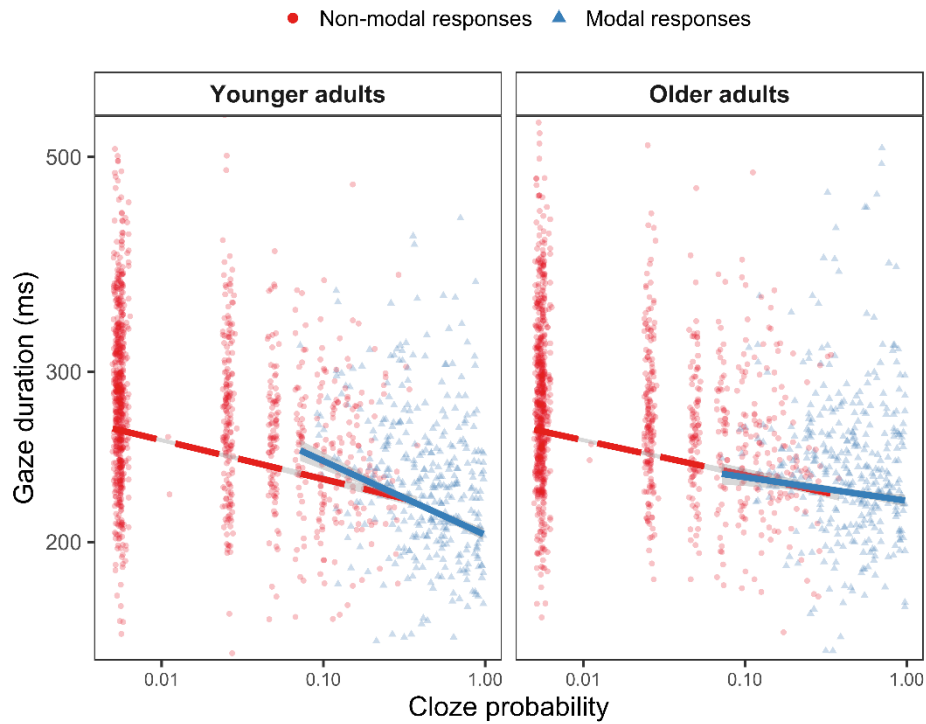 Non-modal responses Modal responses
Younger adults Older adults
Gaze duration (ms)
500
300
200
0.01 0.10 1.00 0.01 0.10 1.00
Cloze probability